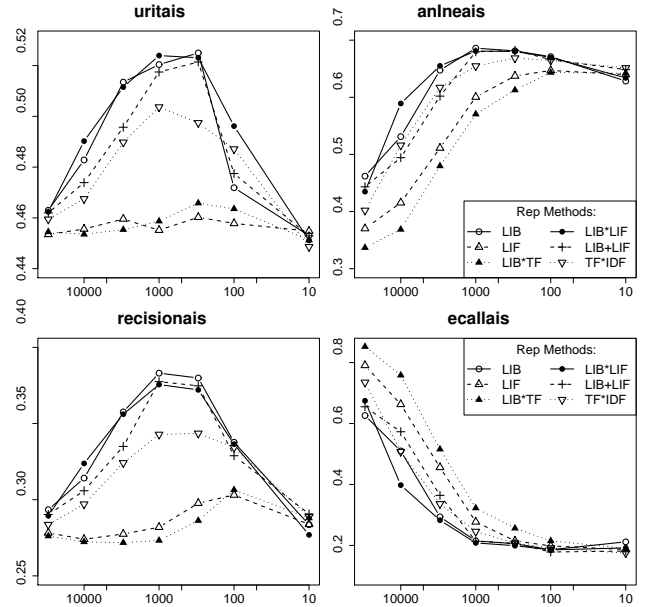 uritais
anlneais
0.44 0.46 0.48 0.50 0.52
10000 1000 100 10
0.3 0.4 0.5 0.6 0.7
10000 1000 100 10
Rep Methods:
LIB LIB*LIF
LIF LIB+LIF
LIB*TF TF*IDF
recisionais
ecallais
0.25 0.30 0.35 0.40
10000 1000 100 10
0.2 0.4 0.6 0.8
10000 1000 100 10
Rep Methods:
LIB LIB*LIF
LIF LIB+LIF
LIB*TF TF*IDF